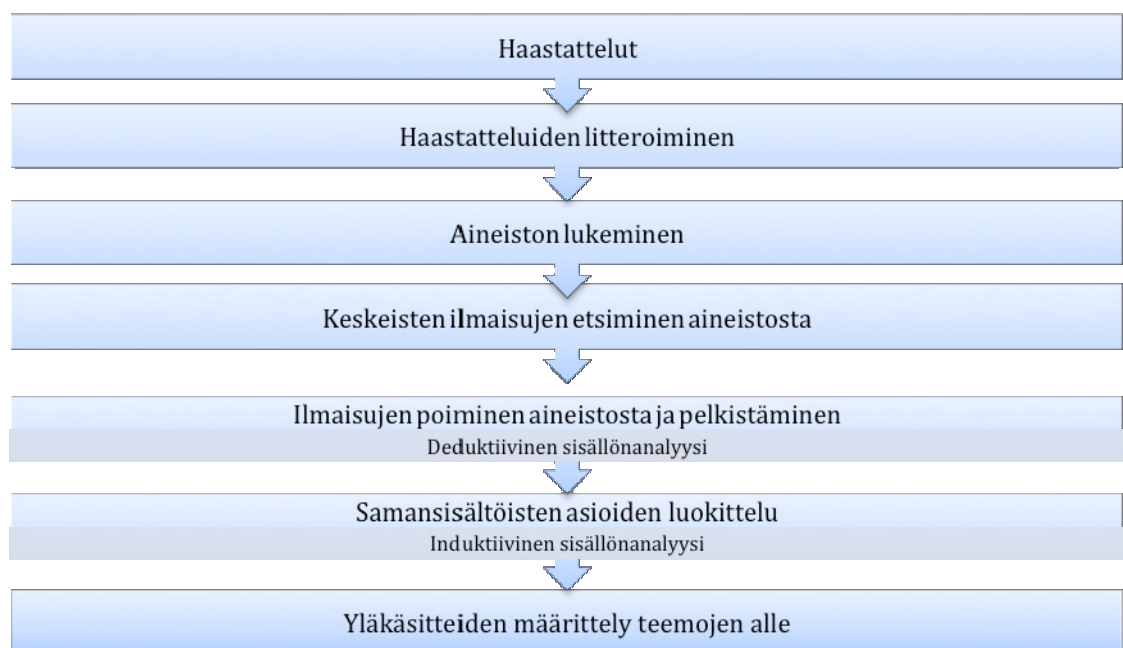 Haastattelut
Haastatteluiden litteroiminen
Aineiston lukeminen
Keskeisten ilmaisujen etsiminen aineistosta
Ilmaisujen poiminen aineistosta ja pelkistäminen
Deduktiivinen sisällönanalyysi
Samansisältöisten asioiden luokittelu
Induktiivinen sisällönanalyysi
Yläkäsitteiden määrittely teemojen alle